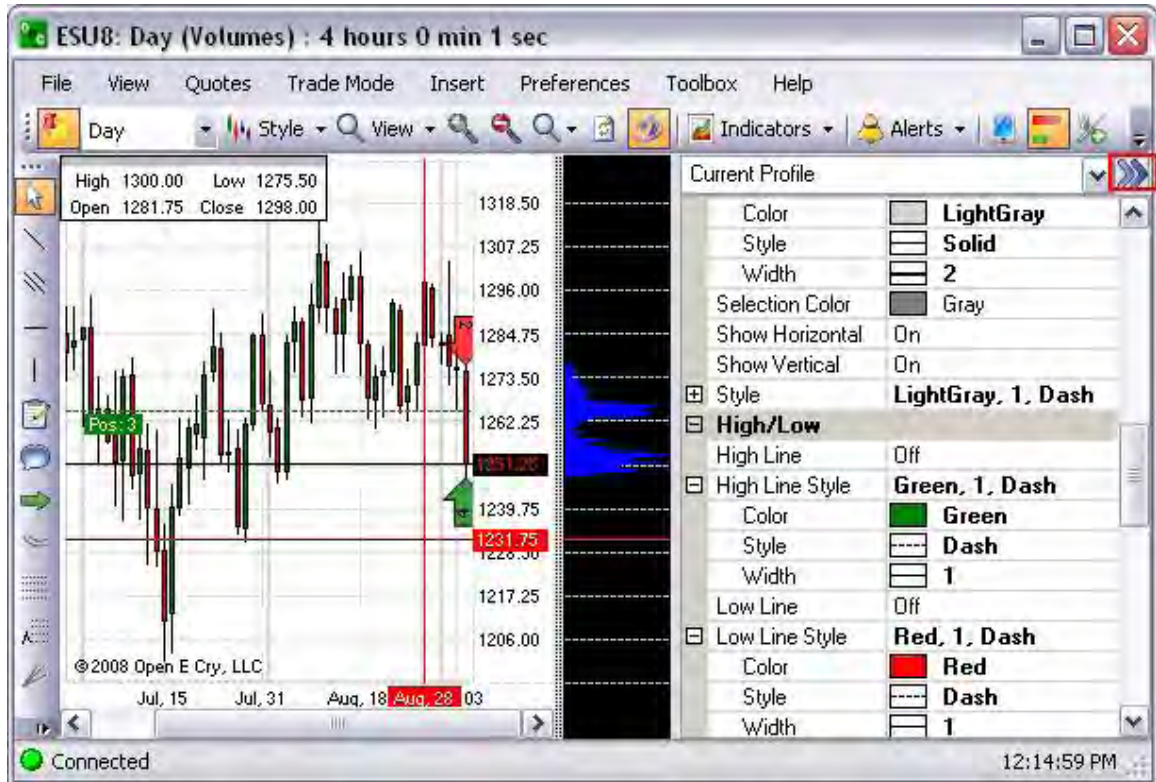 ESU8: Day (Volumes) : 4 hours 0 min 1 sec
File View Quotes Trade Mode Insert Preferences Toolbox Help
Day Style View Indicators Alerts
High 1300.00 Low 1275.50
Open 1281.75 Close 1298.00
1318.50
1307.25
1296.00
1284.75
1273.50
1262.25
1239.75
1231.75
1217.25
1206.00
Pos: 3
©2008 Open E Cry, LLC
Jul, 15 Jul, 31 Aug, 18 Aug, 28 03
Current Profile
Color LightGray
Style Solid
Width 2
Selection Color Gray
Show Horizontal On
Show Vertical On
Style LightGray, 1, Dash
High/Low
High Line Off
High Line Style Green, 1, Dash
Color Green
Style Dash
Width 1
Low Line Off
Low Line Style Red, 1, Dash
Color Red
Style Dash
Width 1
Connected 12:14:59 PM